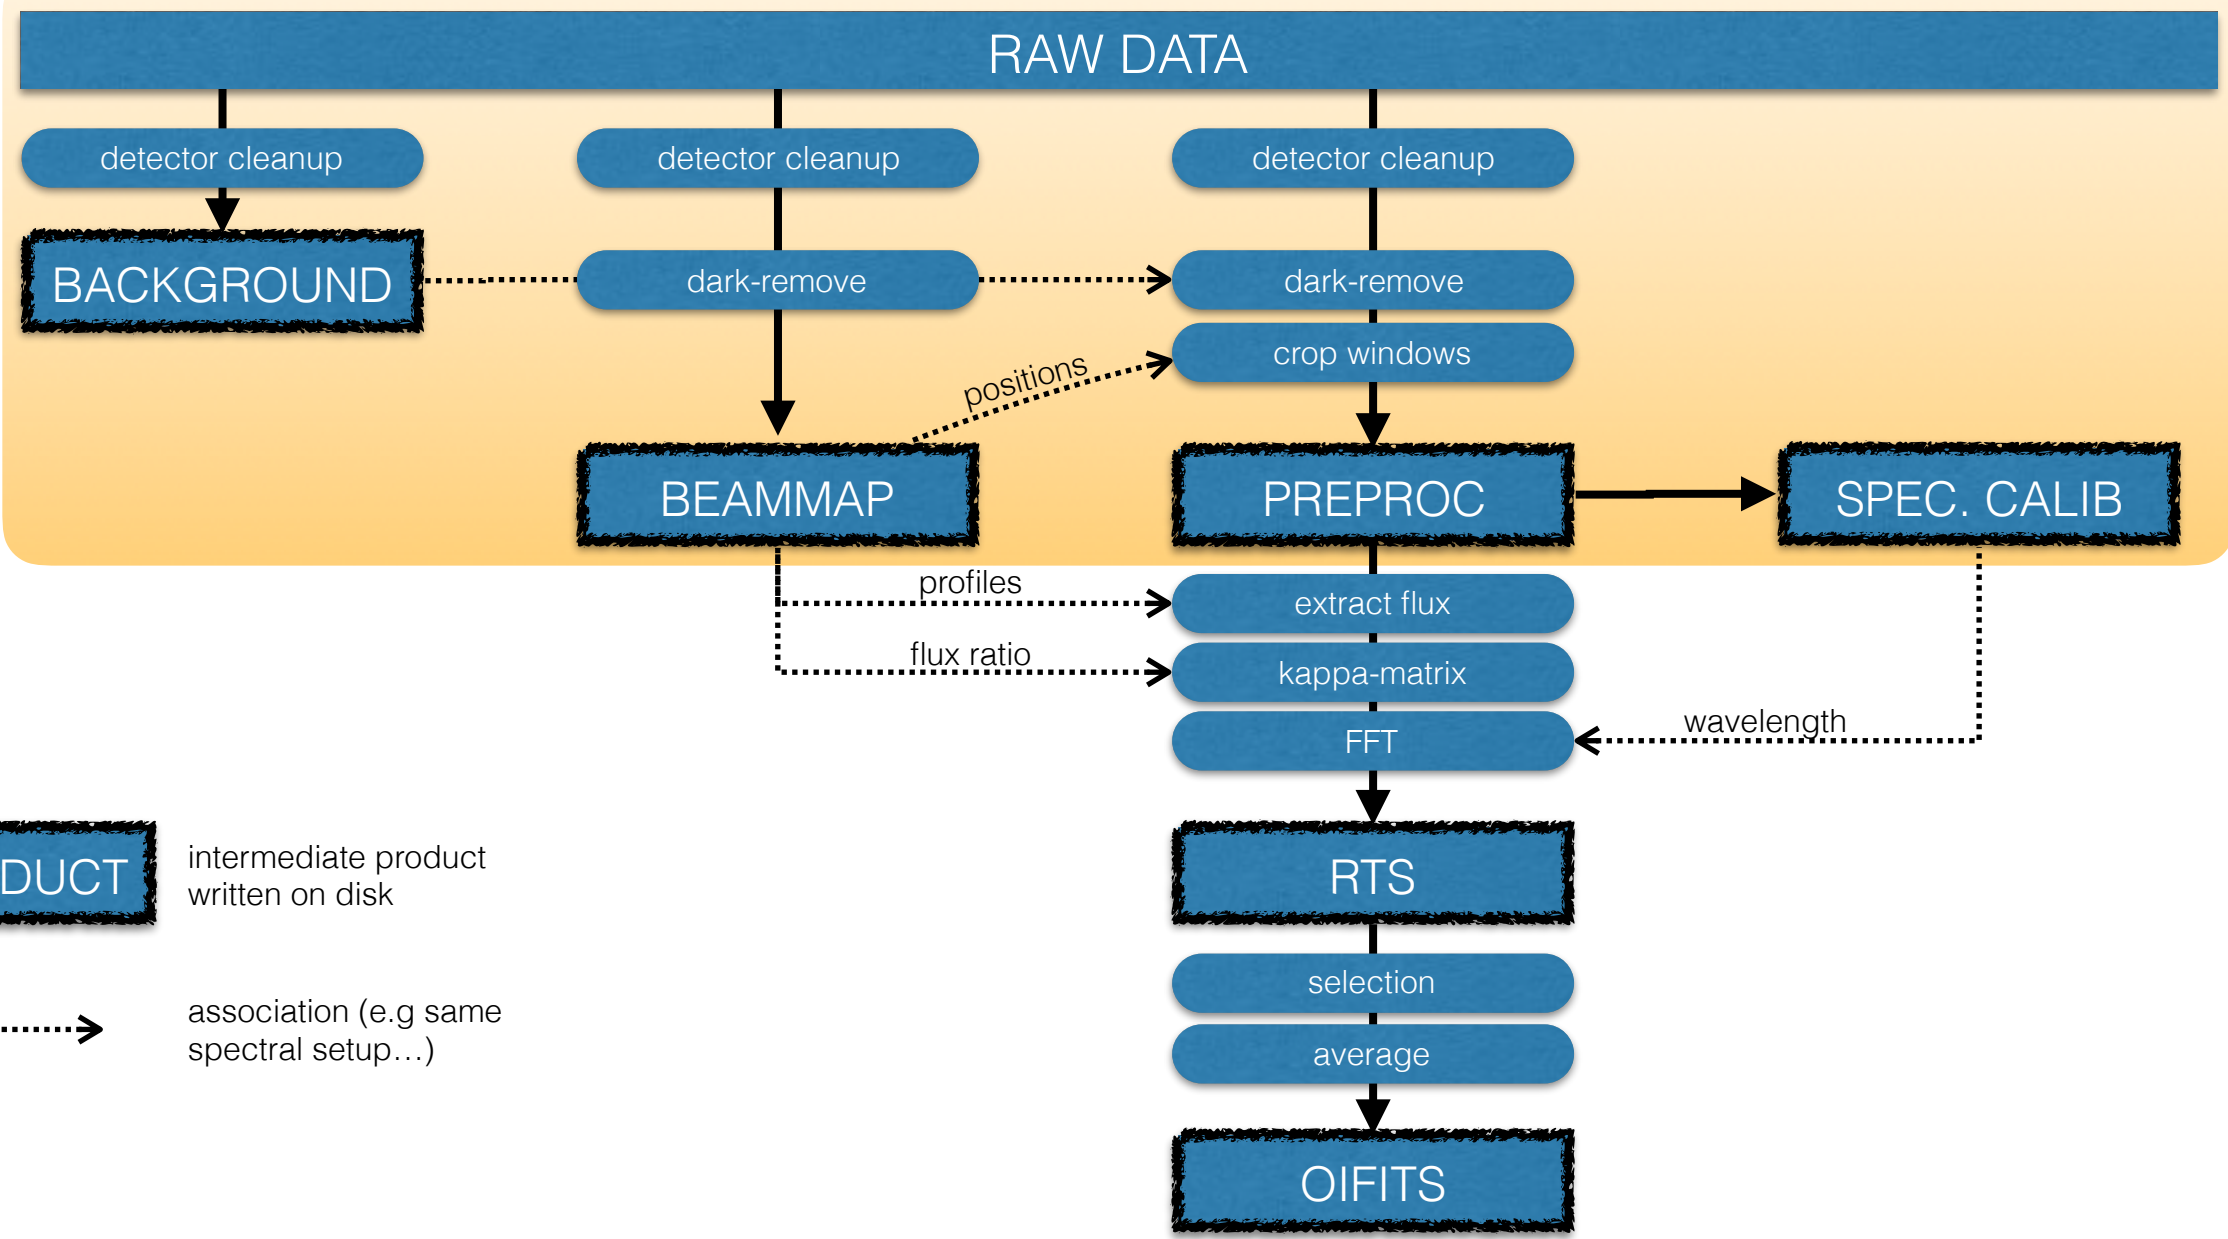 RAW DATA
detector cleanup
detector cleanup
detector cleanup
BACKGROUND
dark-remove
dark-remove
crop windows
positions
BEAMMAP
PREPROC
SPEC. CALIB
profiles
extract flux
flux ratio
kappa-matrix
wavelength
FFT
DUCT
intermediate product
written on disk
RTS
selection
association (e.g same
spectral setup…)
average
OIFITS